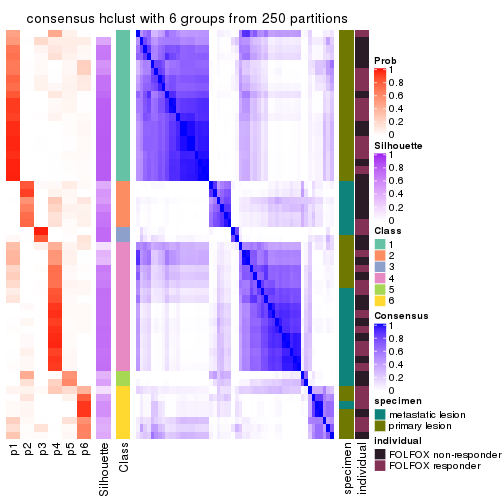 consensus hclust with 6 groups from 250 partitions
Prob
1
0.8
0.6
0.4
0.2
0
Silhouette
1
0.8
0.6
0.4
0.2
0
Class
1
2
3
4
5
6
Consensus
1
0.8
0.6
0.4
0.2
0
specimen
metastatic lesion
primary lesion
individual
FOLFOX non-responder
FOLFOX responder
p1
p2
p3
p4
p5
p6
Silhouette
Class
specimen
individual